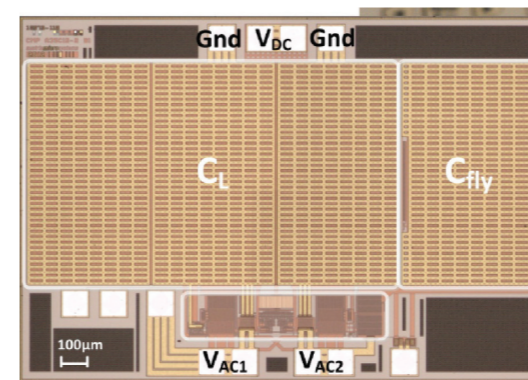 Gnd
VDC
Gnd
CL
Cfly
100µm
VAC1
VAC2